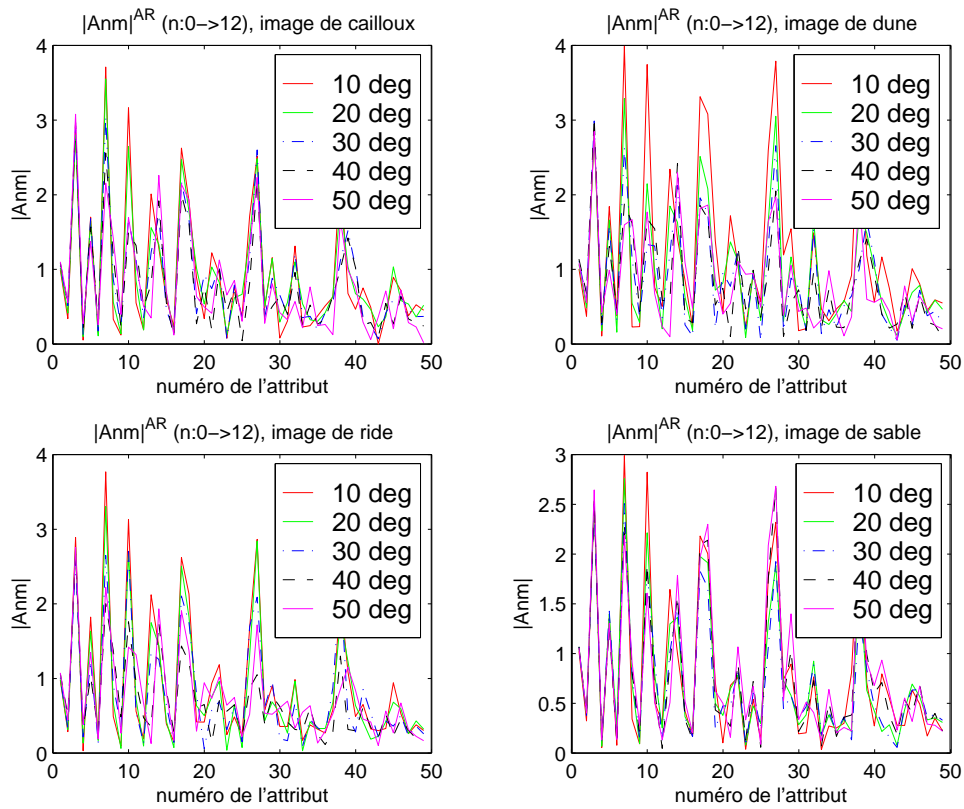 |Anm|^AR (n:0->12), image de cailloux
4
3
2
1
0
|Anm|
0 10 20 30 40 50
numéro de l'attribut
10 deg
20 deg
30 deg
40 deg
50 deg
|Anm|^AR (n:0->12), image de dune
4
3
2
1
0
|Anm|
0 10 20 30 40 50
numéro de l'attribut
10 deg
20 deg
30 deg
40 deg
50 deg
|Anm|^AR (n:0->12), image de ride
4
3
2
1
0
|Anm|
0 10 20 30 40 50
numéro de l'attribut
10 deg
20 deg
30 deg
40 deg
50 deg
|Anm|^AR (n:0->12), image de sable
3
2.5
2
1.5
1
0.5
0
|Anm|
0 10 20 30 40 50
numéro de l'attribut
10 deg
20 deg
30 deg
40 deg
50 deg